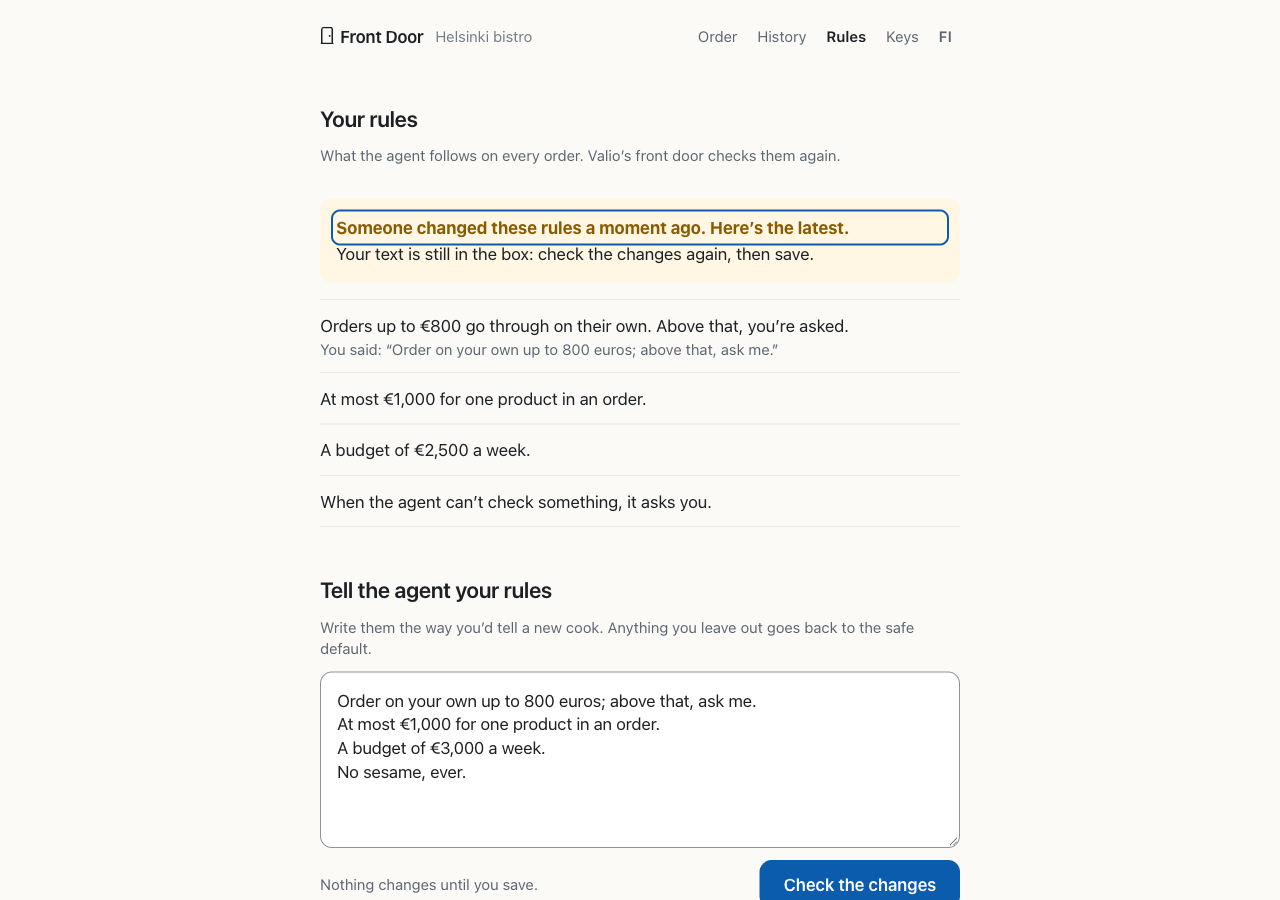 Front Door Helsinki bistro Order History Rules Keys FI
Your rules
What the agent follows on every order. Valio’s front door checks them again.
Someone changed these rules a moment ago. Here’s the latest.
Your text is still in the box: check the changes again, then save.
Orders up to €800 go through on their own. Above that, you’re asked.
You said: “Order on your own up to 800 euros; above that, ask me.”
At most €1,000 for one product in an order.
A budget of €2,500 a week.
When the agent can’t check something, it asks you.
Tell the agent your rules
Write them the way you’d tell a new cook. Anything you leave out goes back to the safe
default.
Order on your own up to 800 euros; above that, ask me.
At most €1,000 for one product in an order.
A budget of €3,000 a week.
No sesame, ever.
Nothing changes until you save. Check the changes